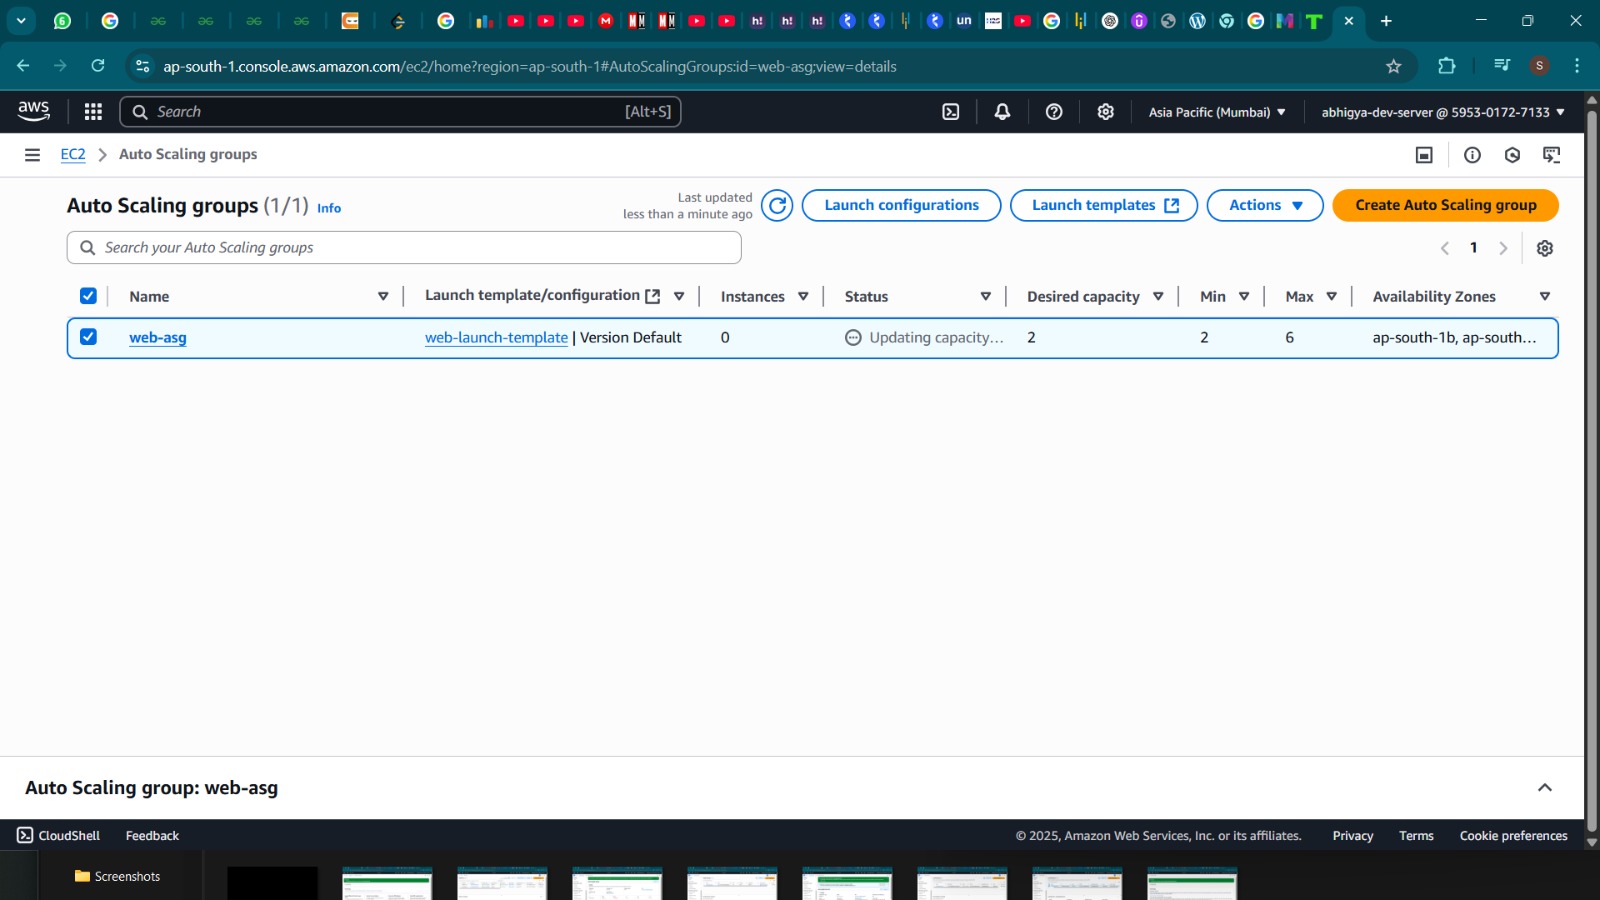 ap-south-1.console.aws.amazon.com/ec2/home?region=ap-south-1#AutoScalingGroups:id=web-asg;view=details
S
aws
Search [Alt+S]
Asia Pacific (Mumbai)
abhigya-dev-server @ 5953-0172-7133
EC2 Auto Scaling groups
Auto Scaling groups (1/1) Info
Last updated
less than a minute ago
Launch configurations
Launch templates
Actions
Create Auto Scaling group
Search your Auto Scaling groups
1
Name Launch template/configuration Instances Status Desired capacity Min Max Availability Zones
web-asg web-launch-template | Version Default 0 Updating capacity… 2 2 6 ap-south-1b, ap-south…
Auto Scaling group: web-asg
CloudShell Feedback © 2025, Amazon Web Services, Inc. or its affiliates. Privacy Terms Cookie preferences
Screenshots